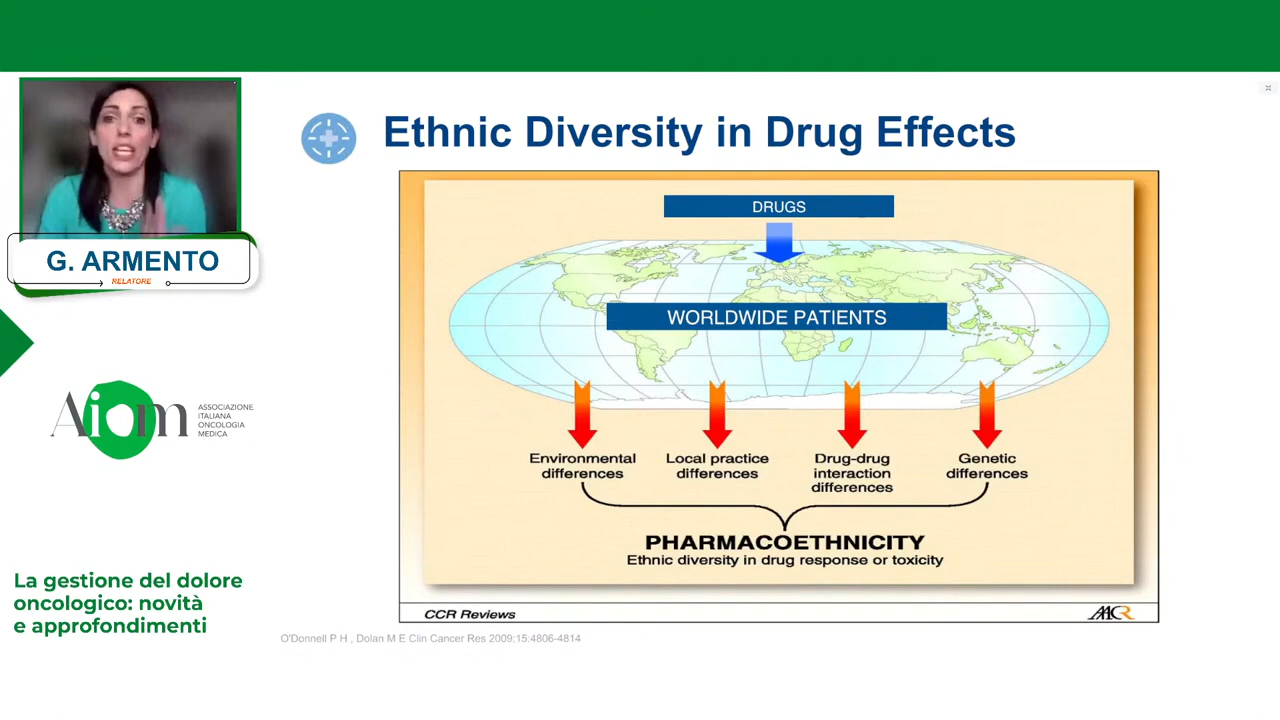 Ethnic Diversity in Drug Effects
G. ARMENTO
RELATORE
Aiom
ASSOCIAZIONE
ITALIANA
ONCOLOGIA
MEDICA
La gestione del dolore
oncologico: novità
e approfondimenti
DRUGS
WORLDWIDE PATIENTS
Environmental
differences
Local practice
differences
Drug-drug
interaction
differences
Genetic
differences
PHARMACOETHNICITY
Ethnic diversity in drug response or toxicity
CCR Reviews
AACR
O'Donnell P H , Dolan M E Clin Cancer Res 2009;15:4806-4814